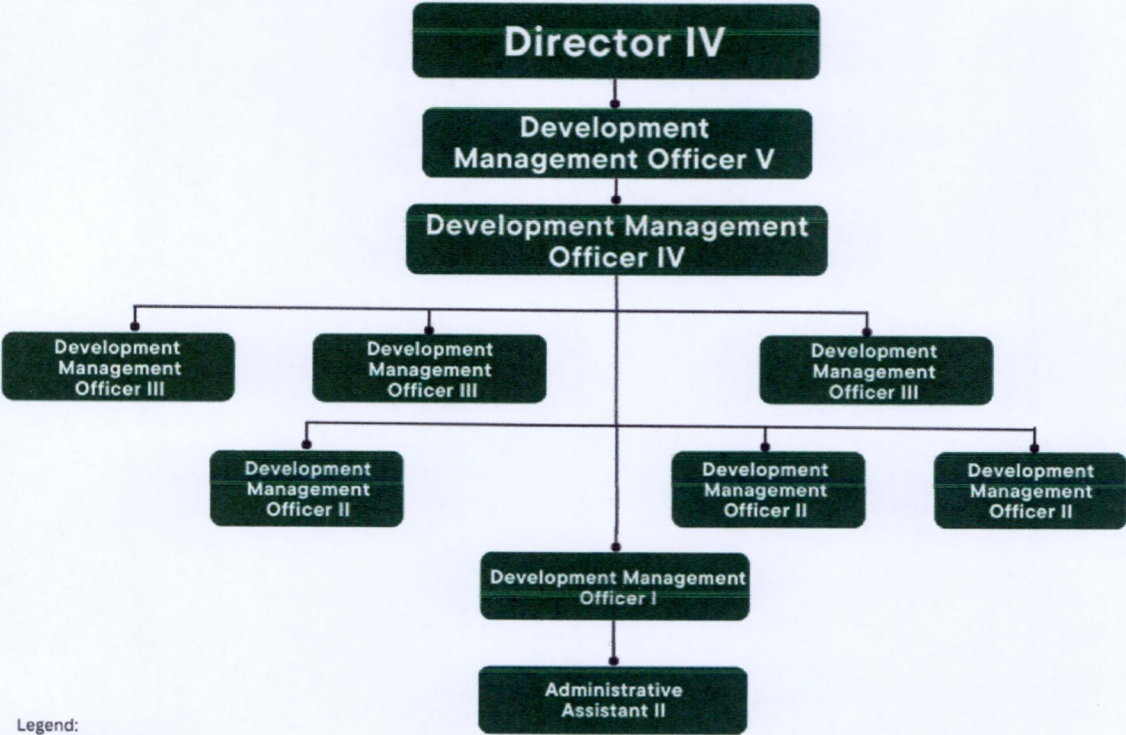 Director IV
Development
Management Officer V
Development Management
Officer IV
Development
Management
Officer III
Development
Management
Officer III
Development
Management
Officer III
Development
Management
Officer II
Development
Management
Officer II
Development
Management
Officer II
Development Management
Officer I
Administrative
Assistant II
Legend: